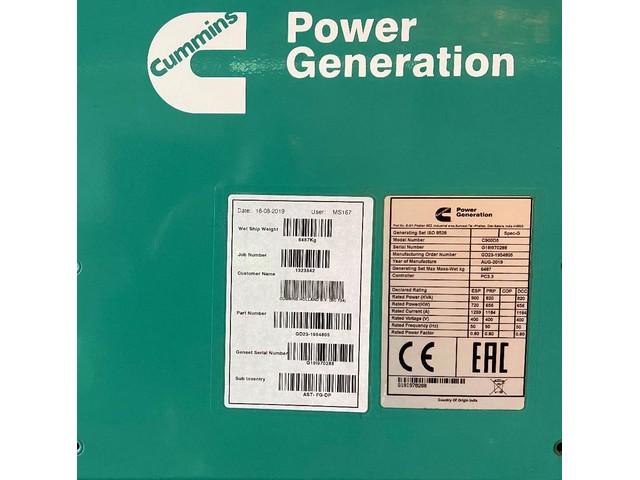 Cummins
Power
Generation
Date: 16-08-2019 User: MS167
Wet Ship Weight
6487Kg
Job Number
1323542
Customer Name
Part Number
GD23-1954805
Genset Serial Number
G19I970288
Sub Inventry
AST- FG-DP
Power
Generation
Generating Set ISO 8528 Spec-G
Model Number C900D5
Serial Number G19I970288
Manufacturing Order Number GD23-1954805
Year of Manufacture AUG-2019
Generating Set Max Mass-Wet kg 6487
Controller PC3.3
Declared Rating ESP PRP COP DCC
Rated Power (KVA) 900 820 820
Rated Power(KW) 720 656 656
Rated Current (A) 1299 1184 1184
Rated Voltage (V) 400 400 400
Rated Frequency (Hz) 50 50 50
Rated Power Factor 0.80 0.80 0.80
CE EAC
G19I970288
Country Of Origin India